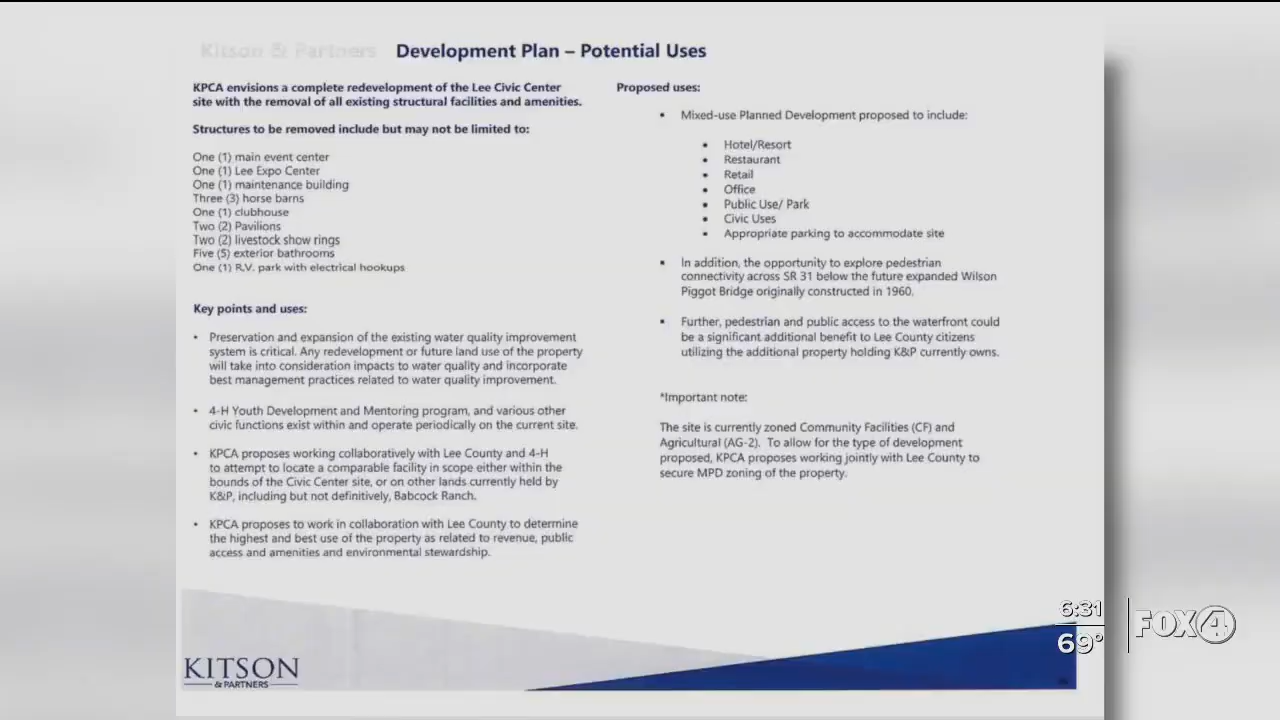 Kitson & Partners Development Plan – Potential Uses
KPCA envisions a complete redevelopment of the Lee Civic Center
site with the removal of all existing structural facilities and amenities.
Structures to be removed include but may not be limited to:
One (1) main event center
One (1) Lee Expo Center
One (1) maintenance building
Three (3) horse barns
One (1) clubhouse
Two (2) Pavilions
Two (2) livestock show rings
Five (5) exterior bathrooms
One (1) R.V. park with electrical hookups
Key points and uses:
• Preservation and expansion of the existing water quality improvement
system is critical. Any redevelopment or future land use of the property
will take into consideration impacts to water quality and incorporate
best management practices related to water quality improvement.
• 4-H Youth Development and Mentoring program, and various other
civic functions exist within and operate periodically on the current site.
• KPCA proposes working collaboratively with Lee County and 4-H
to attempt to locate a comparable facility in scope either within the
bounds of the Civic Center site, or on other lands currently held by
K&P, including but not definitively, Babcock Ranch.
• KPCA proposes to work in collaboration with Lee County to determine
the highest and best use of the property as related to revenue, public
access and amenities and environmental stewardship.
Proposed uses:
• Mixed-use Planned Development proposed to include:
• Hotel/Resort
• Restaurant
• Retail
• Office
• Public Use/ Park
• Civic Uses
• Appropriate parking to accommodate site
• In addition, the opportunity to explore pedestrian
connectivity across SR 31 below the future expanded Wilson
Piggot Bridge originally constructed in 1960.
• Further, pedestrian and public access to the waterfront could
be a significant additional benefit to Lee County citizens
utilizing the additional property holding K&P currently owns.
*Important note:
The site is currently zoned Community Facilities (CF) and
Agricultural (AG-2). To allow for the type of development
proposed, KPCA proposes working jointly with Lee County to
secure MPD zoning of the property.
KITSON
& PARTNERS
6:31
69°
FOX 4